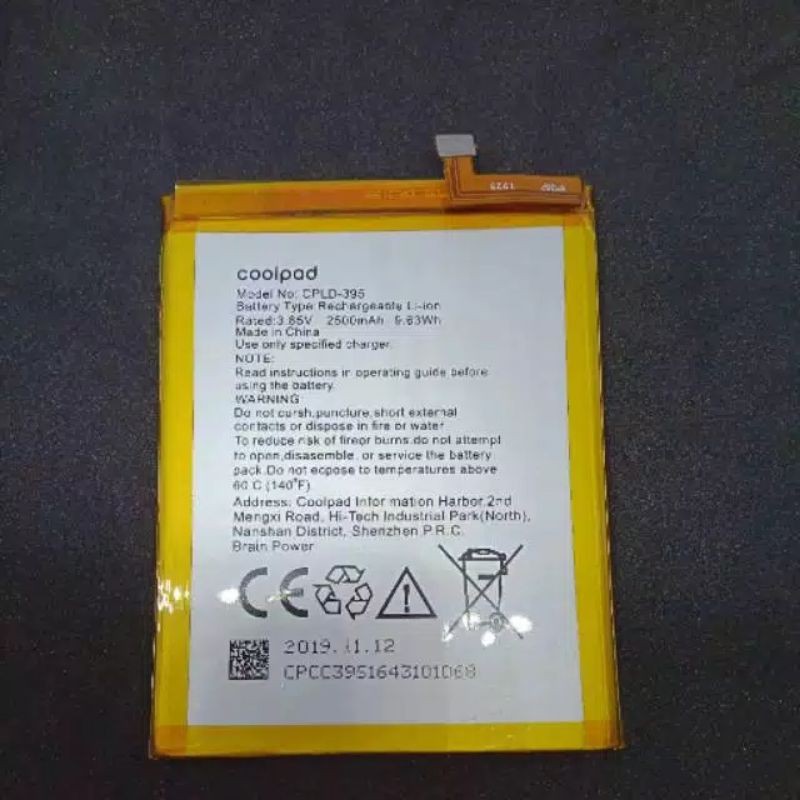 1925
coolpad
Model No: CPLD-395
Battery Type:Rechargeable Li-ion
Rated:3.85V 2500mAh 9.63Wh
Made in China
Use only specified charger.
NOTE:
Read instructions in operating guide before
using the battery.
WARNING:
Do not cursh,puncture,short external
contacts or dispose in fire or water
To reduce risk of fireor burns.do not attempt
to open,disasemble, or service the battery
pack.Do not ecpose to temperatures above
60 C (140°F)
Address: Coolpad Information Harbor,2nd
Mengxi Road, Hi-Tech Industrial Park(North),
Nanshan District, Shenzhen P.R.C.
Brain Power
CE
2019.11.12
CPCC3951643101068